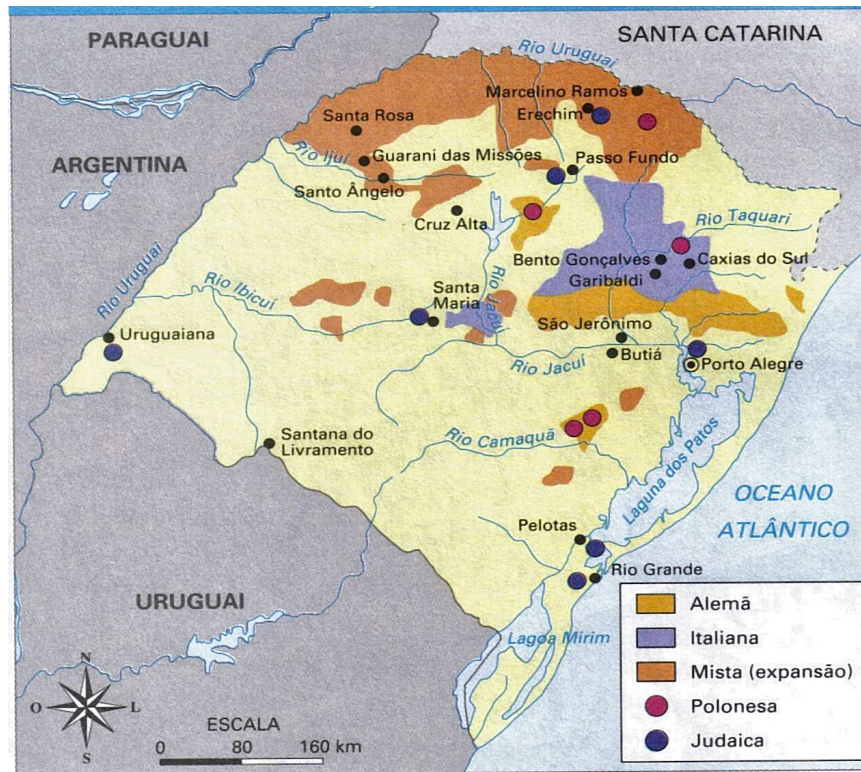 PARAGUAI
SANTA CATARINA
Rio Uruguai
Marcelino Ramos
Erechim
Santa Rosa
ARGENTINA
Rio Ijuí
Guarani das Missões
Passo Fundo
Santo Ângelo
Cruz Alta
Rio Taquari
Bento Gonçalves
Caxias do Sul
Garibaldi
Rio Uruguai
Rio Ibicuí
Santa
Maria
Rio Jacuí
Uruguaiana
São Jerônimo
Butiá
Porto Alegre
Rio Jacuí
Santana do
Livramento
Rio Camaquã
Laguna dos Patos
OCEANO
ATLÂNTICO
Pelotas
Rio Grande
URUGUAI
Lagoa Mirim
N
O
L
S
ESCALA
0
80
160 km
Alemã
Italiana
Mista (expansão)
Polonesa
Judaica